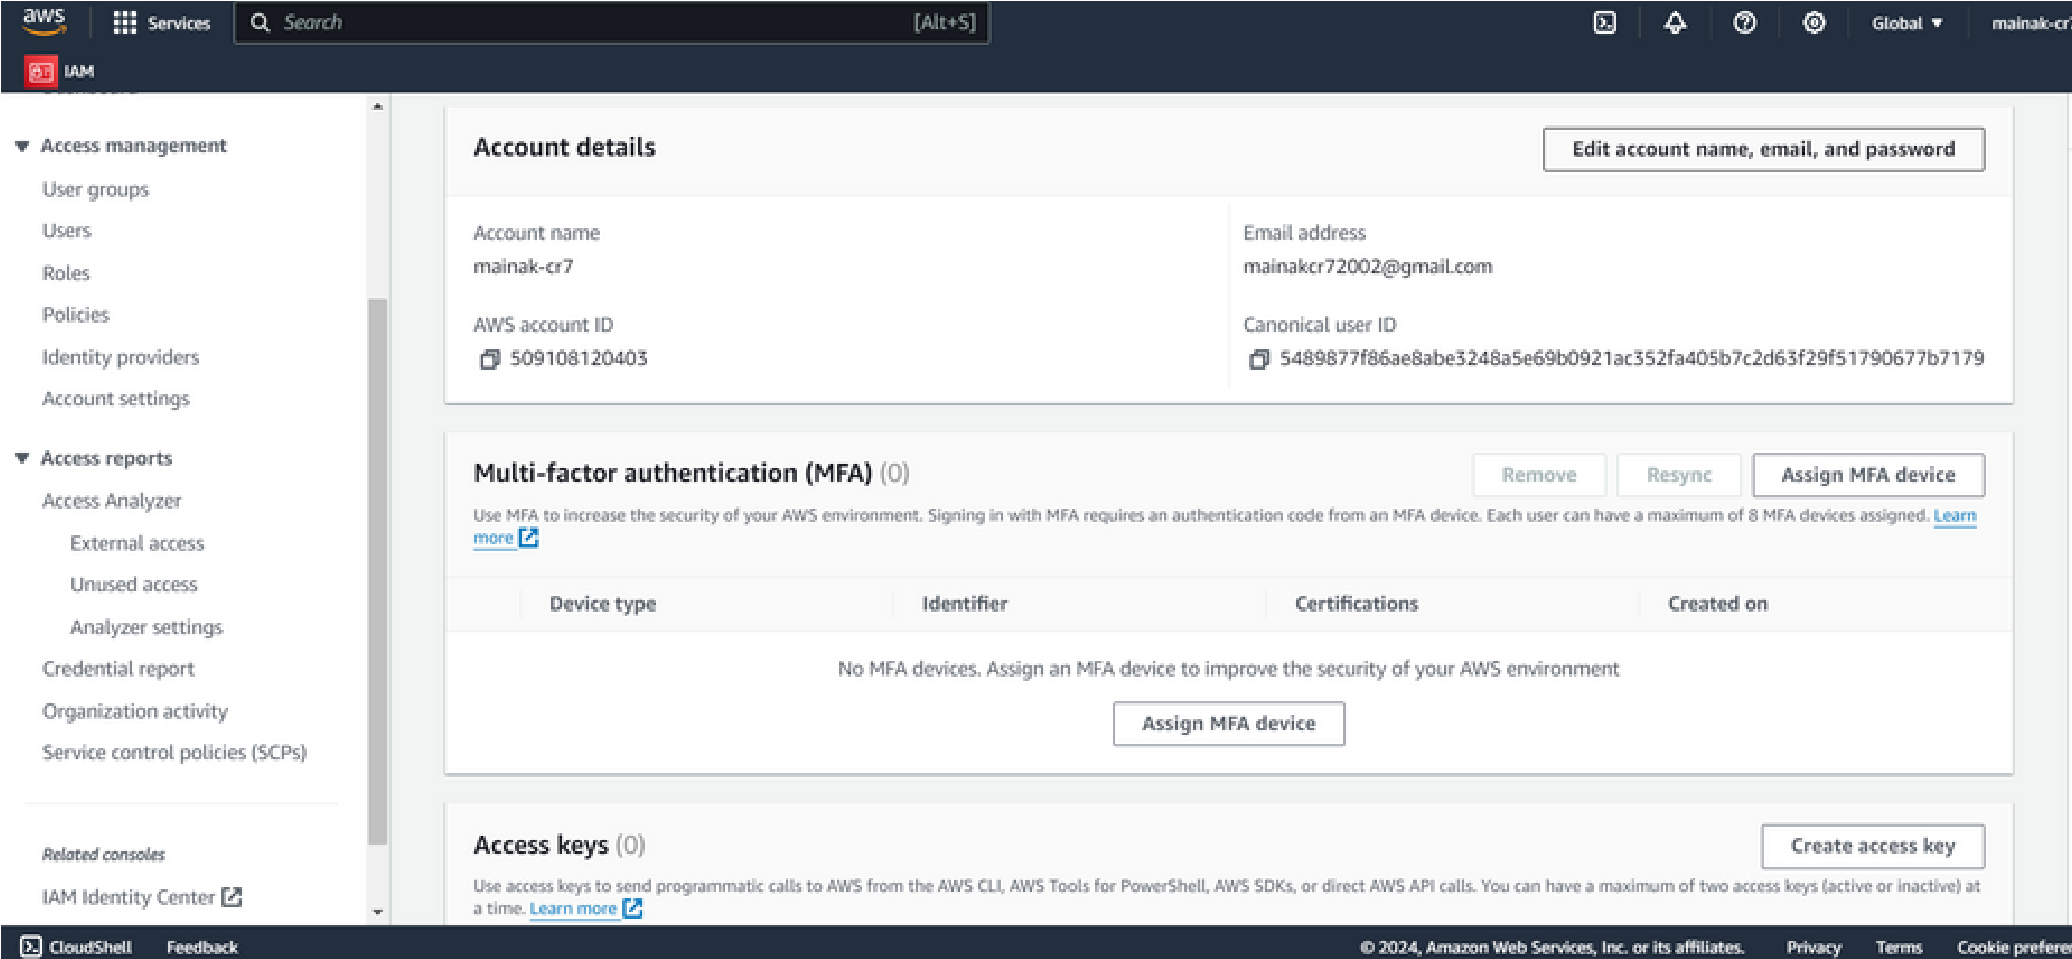 aws
Services
Search
[Alt+S]
Global
mainak-cr7
IAM
Access management
User groups
Users
Roles
Policies
Identity providers
Account settings
Access reports
Access Analyzer
External access
Unused access
Analyzer settings
Credential report
Organization activity
Service control policies (SCPs)
Related consoles
IAM Identity Center
Account details
Edit account name, email, and password
Account name
mainak-cr7
Email address
mainakcr72002@gmail.com
AWS account ID
509108120403
Canonical user ID
5489877f86ae8abe3248a5e69b0921ac352fa405b7c2d63f29f51790677b7179
Multi-factor authentication (MFA) (0)
Remove
Resync
Assign MFA device
Use MFA to increase the security of your AWS environment. Signing in with MFA requires an authentication code from an MFA device. Each user can have a maximum of 8 MFA devices assigned. Learn
more
Device type
Identifier
Certifications
Created on
No MFA devices. Assign an MFA device to improve the security of your AWS environment
Assign MFA device
Access keys (0)
Create access key
Use access keys to send programmatic calls to AWS from the AWS CLI, AWS Tools for PowerShell, AWS SDKs, or direct AWS API calls. You can have a maximum of two access keys (active or inactive) at
a time. Learn more
CloudShell
Feedback
© 2024, Amazon Web Services, Inc. or its affiliates.
Privacy
Terms
Cookie prefere